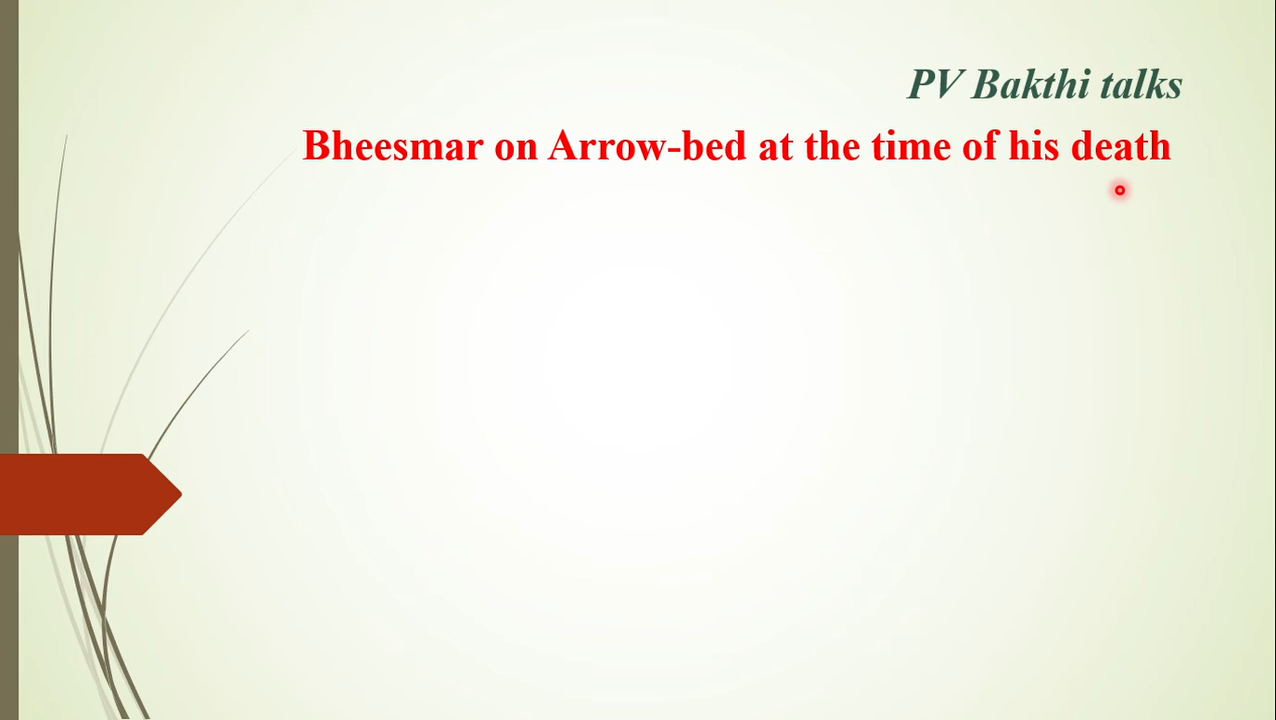 PV Bakthi talks
Bheesmar on Arrow-bed at the time of his death